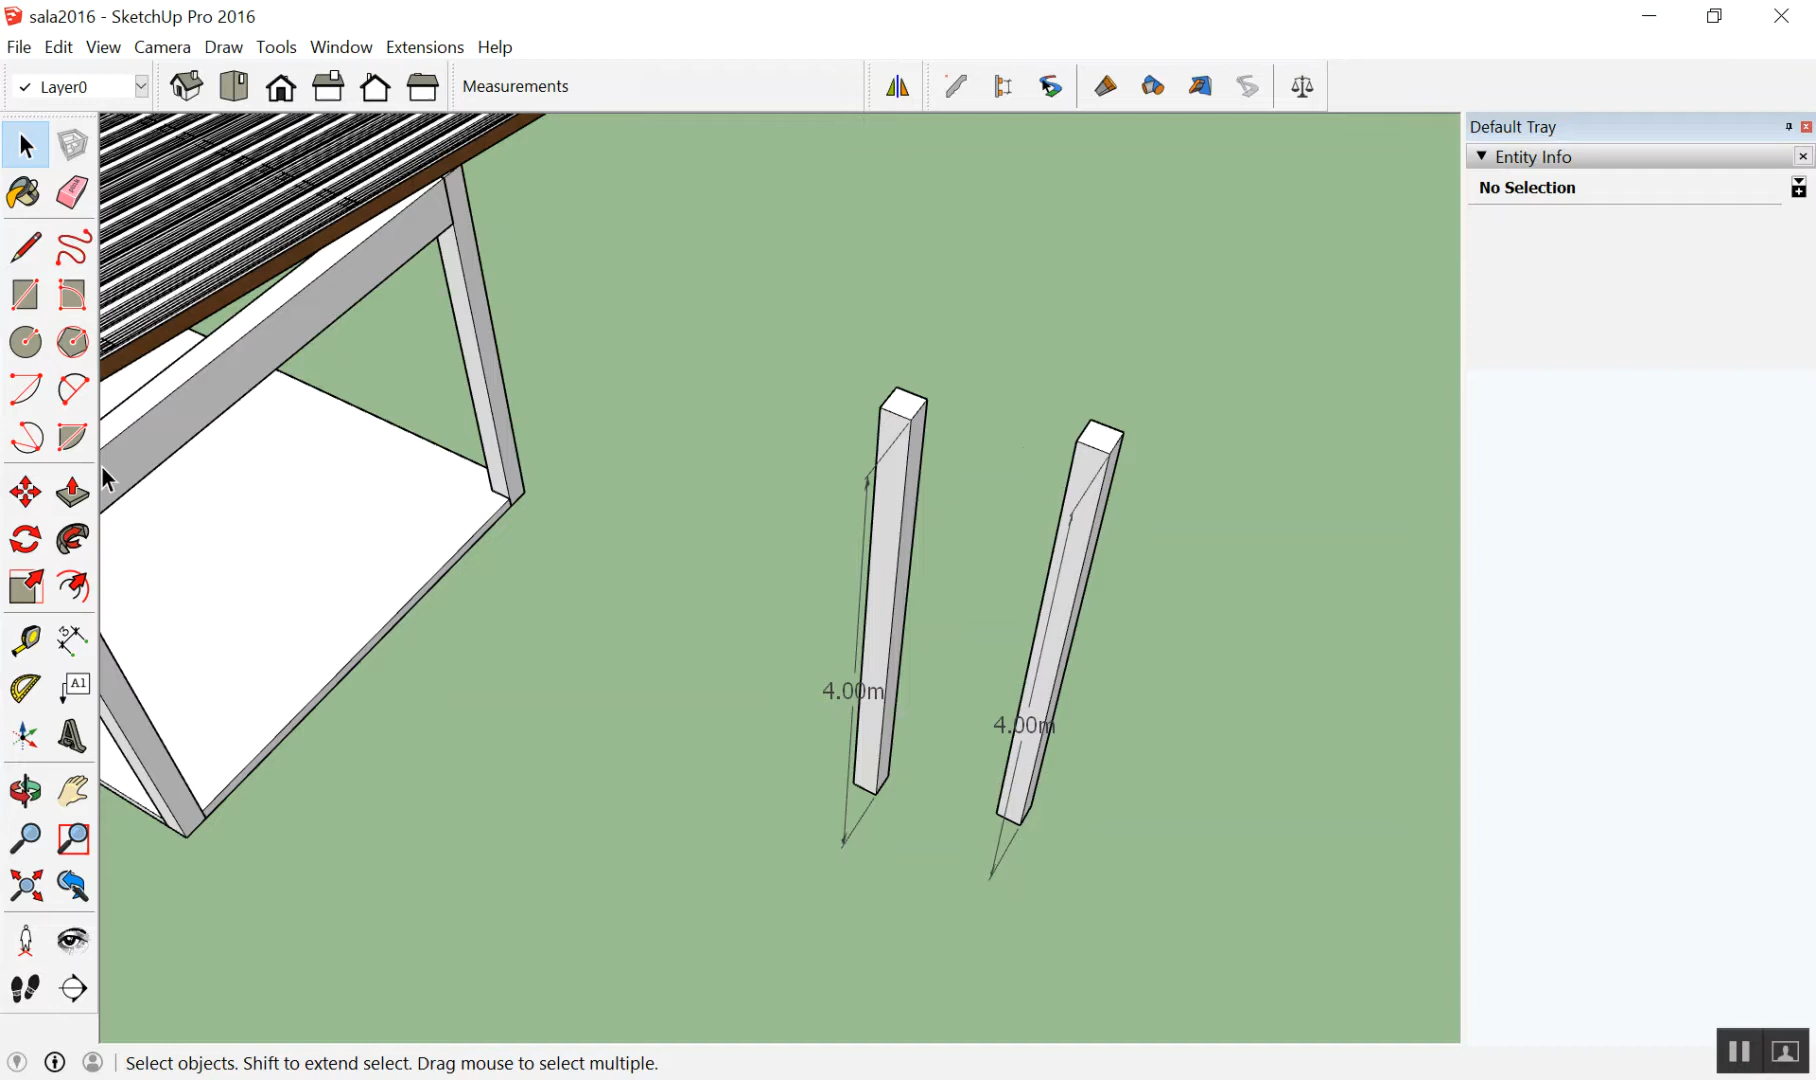 sala2016 - SketchUp Pro 2016
File Edit View Camera Draw Tools Window Extensions Help
Layer0
Measurements
Default Tray
Entity Info
No Selection
A1
4.00m
4.00m
Select objects. Shift to extend select. Drag mouse to select multiple.